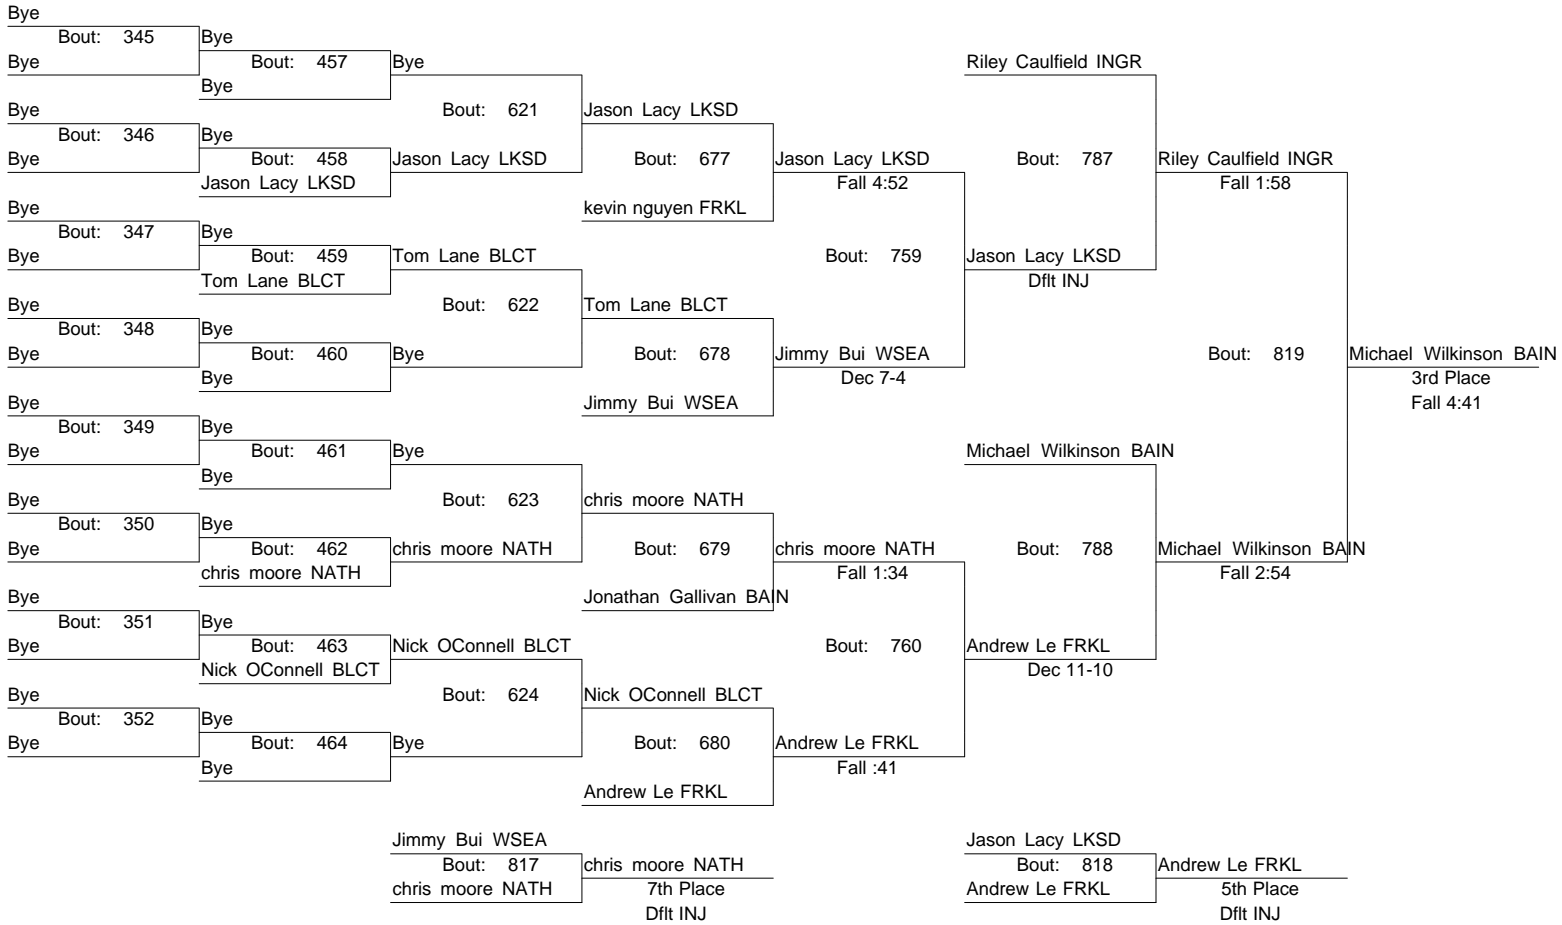 Bye
Bout: 345 Bye
Bye Bout: 457 Bye Riley Caulfield INGR
Bye
Bye Bout: 621 Jason Lacy LKSD
Bout: 346 Bye
Bye Bout: 458 Jason Lacy LKSD Bout: 677 Jason Lacy LKSD Bout: 787 Riley Caulfield INGR
Jason Lacy LKSD Fall 4:52 Fall 1:58
Bye kevin nguyen FRKL
Bout: 347 Bye
Bye Bout: 459 Tom Lane BLCT Bout: 759 Jason Lacy LKSD
Tom Lane BLCT Dflt INJ
Bye Bout: 622 Tom Lane BLCT
Bout: 348 Bye
Bye Bout: 460 Bye Bout: 678 Jimmy Bui WSEA Bout: 819 Michael Wilkinson BAIN
Bye Dec 7-4 3rd Place
Bye Jimmy Bui WSEA Fall 4:41
Bout: 349 Bye
Bye Bout: 461 Bye Michael Wilkinson BAIN
Bye
Bye Bout: 623 chris moore NATH
Bout: 350 Bye
Bye Bout: 462 chris moore NATH Bout: 679 chris moore NATH Bout: 788 Michael Wilkinson BAIN
chris moore NATH Fall 1:34 Fall 2:54
Bye Jonathan Gallivan BAIN
Bout: 351 Bye
Bye Bout: 463 Nick OConnell BLCT Bout: 760 Andrew Le FRKL
Nick OConnell BLCT Dec 11-10
Bye Bout: 624 Nick OConnell BLCT
Bout: 352 Bye
Bye Bout: 464 Bye Bout: 680 Andrew Le FRKL
Bye Fall :41
Andrew Le FRKL
Jimmy Bui WSEA Jason Lacy LKSD
Bout: 817 chris moore NATH Bout: 818 Andrew Le FRKL
chris moore NATH 7th Place Andrew Le FRKL 5th Place
Dflt INJ Dflt INJ